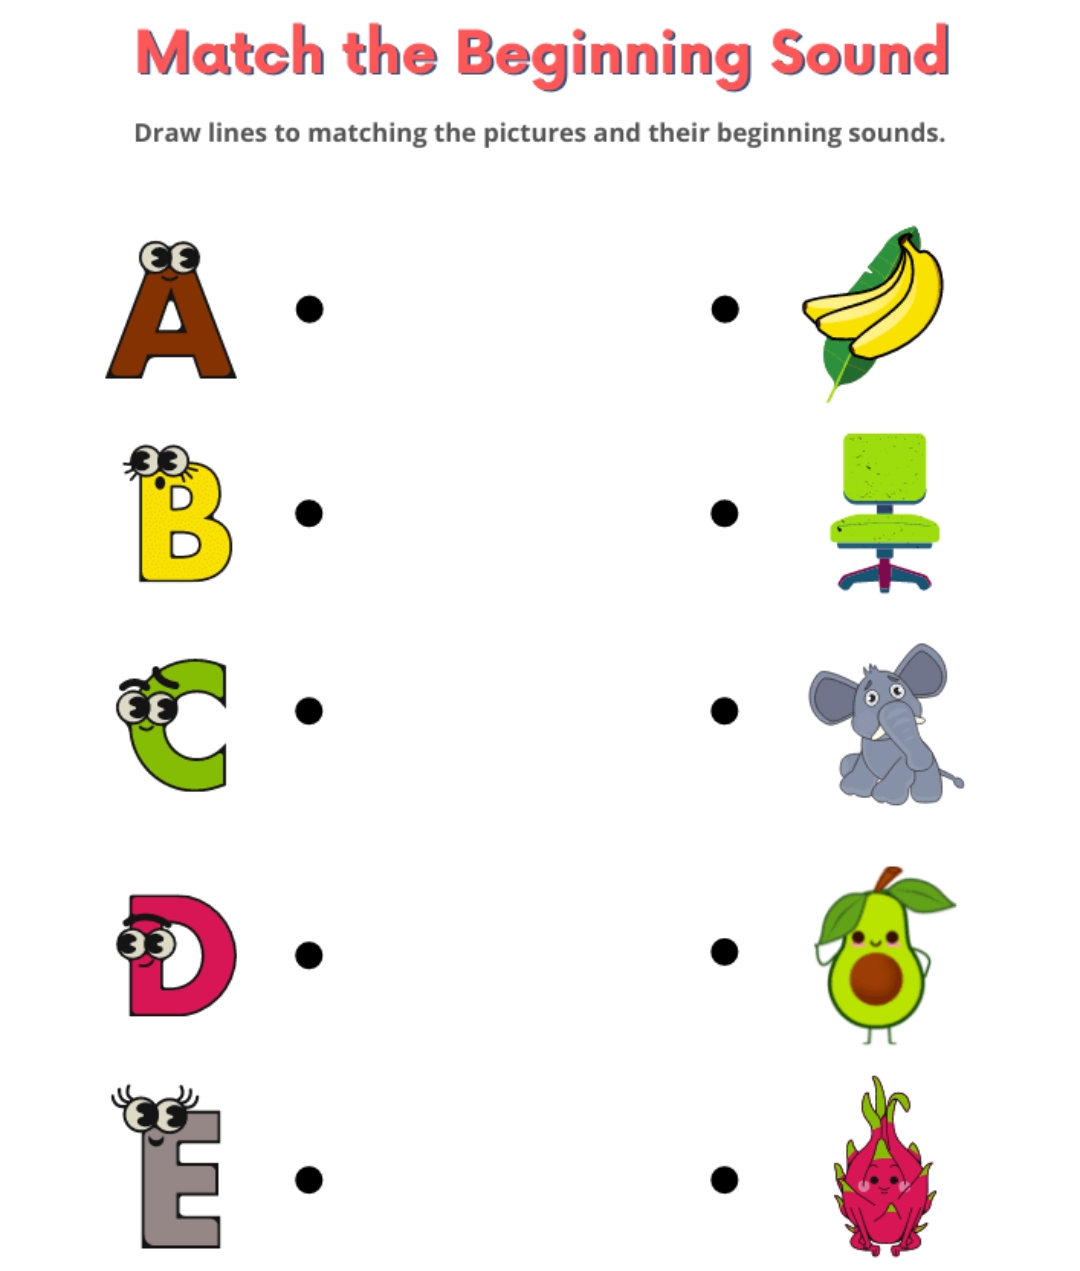 Match the Beginning Sound
Draw lines to matching the pictures and their beginning sounds.
A
B
C
D
E